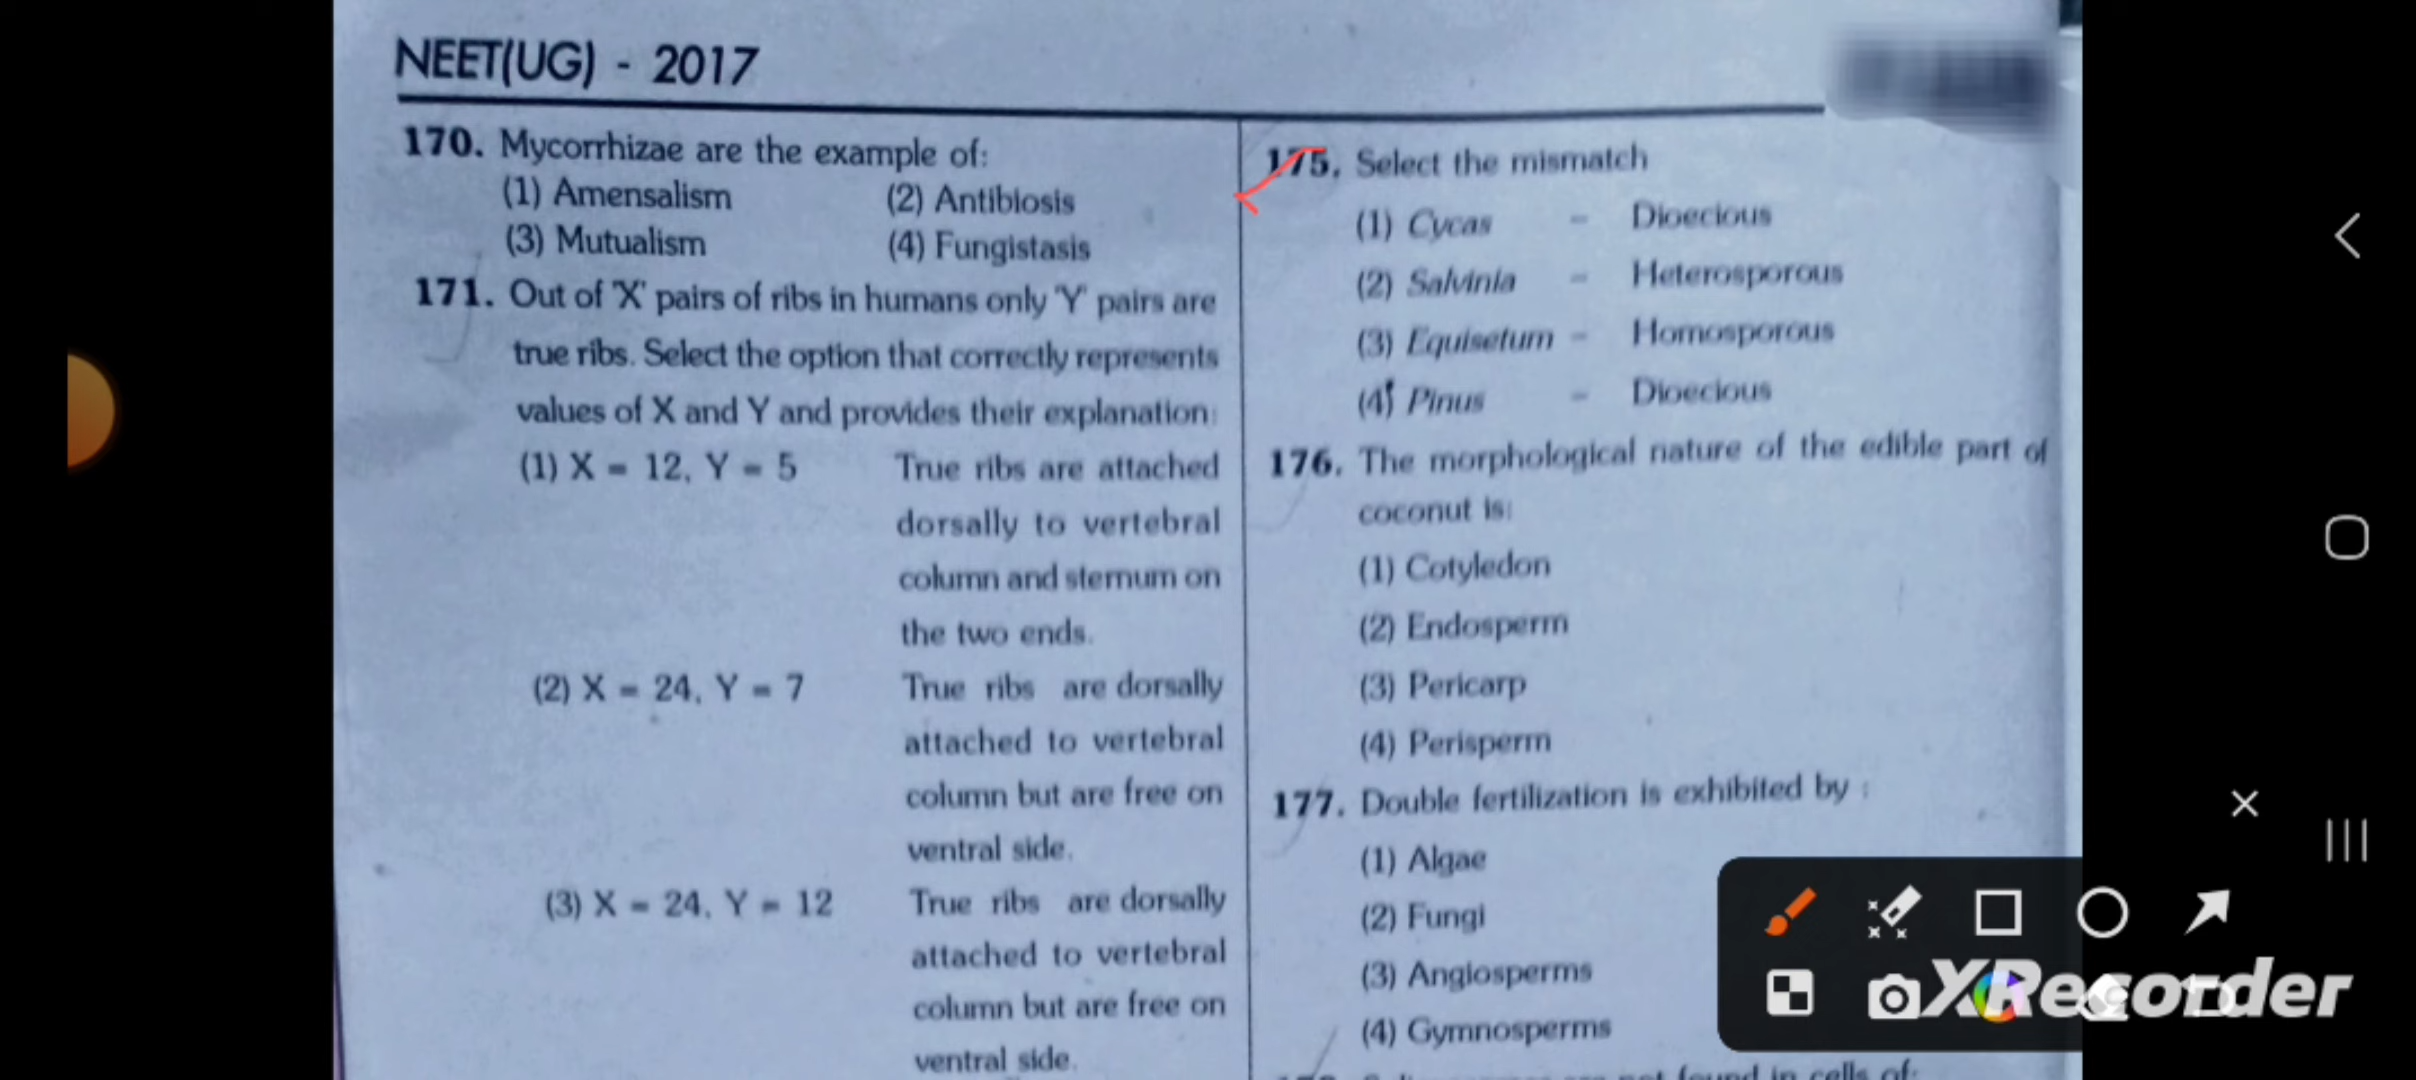 NEET(UG) - 2017
170. Mycorrhizae are the example of:
(1) Amensalism (2) Antibiosis
(3) Mutualism (4) Fungistasis
171. Out of 'X' pairs of ribs in humans only 'Y' pairs are
true ribs. Select the option that correctly represents
values of X and Y and provides their explanation:
(1) X = 12, Y = 5 True ribs are attached
dorsally to vertebral
column and sternum on
the two ends.
(2) X = 24, Y = 7 True ribs are dorsally
attached to vertebral
column but are free on
ventral side.
(3) X = 24, Y = 12 True ribs are dorsally
attached to vertebral
column but are free on
ventral side.
175. Select the mismatch
(1) Cycas - Dioecious
(2) Salvinia - Heterosporous
(3) Equisetum - Homosporous
(4) Pinus - Dioecious
176. The morphological nature of the edible part of
coconut is:
(1) Cotyledon
(2) Endosperm
(3) Pericarp
(4) Perisperm
177. Double fertilization is exhibited by :
(1) Algae
(2) Fungi
(3) Angiosperms
(4) Gymnosperms
not found in cells of:
XRecorder